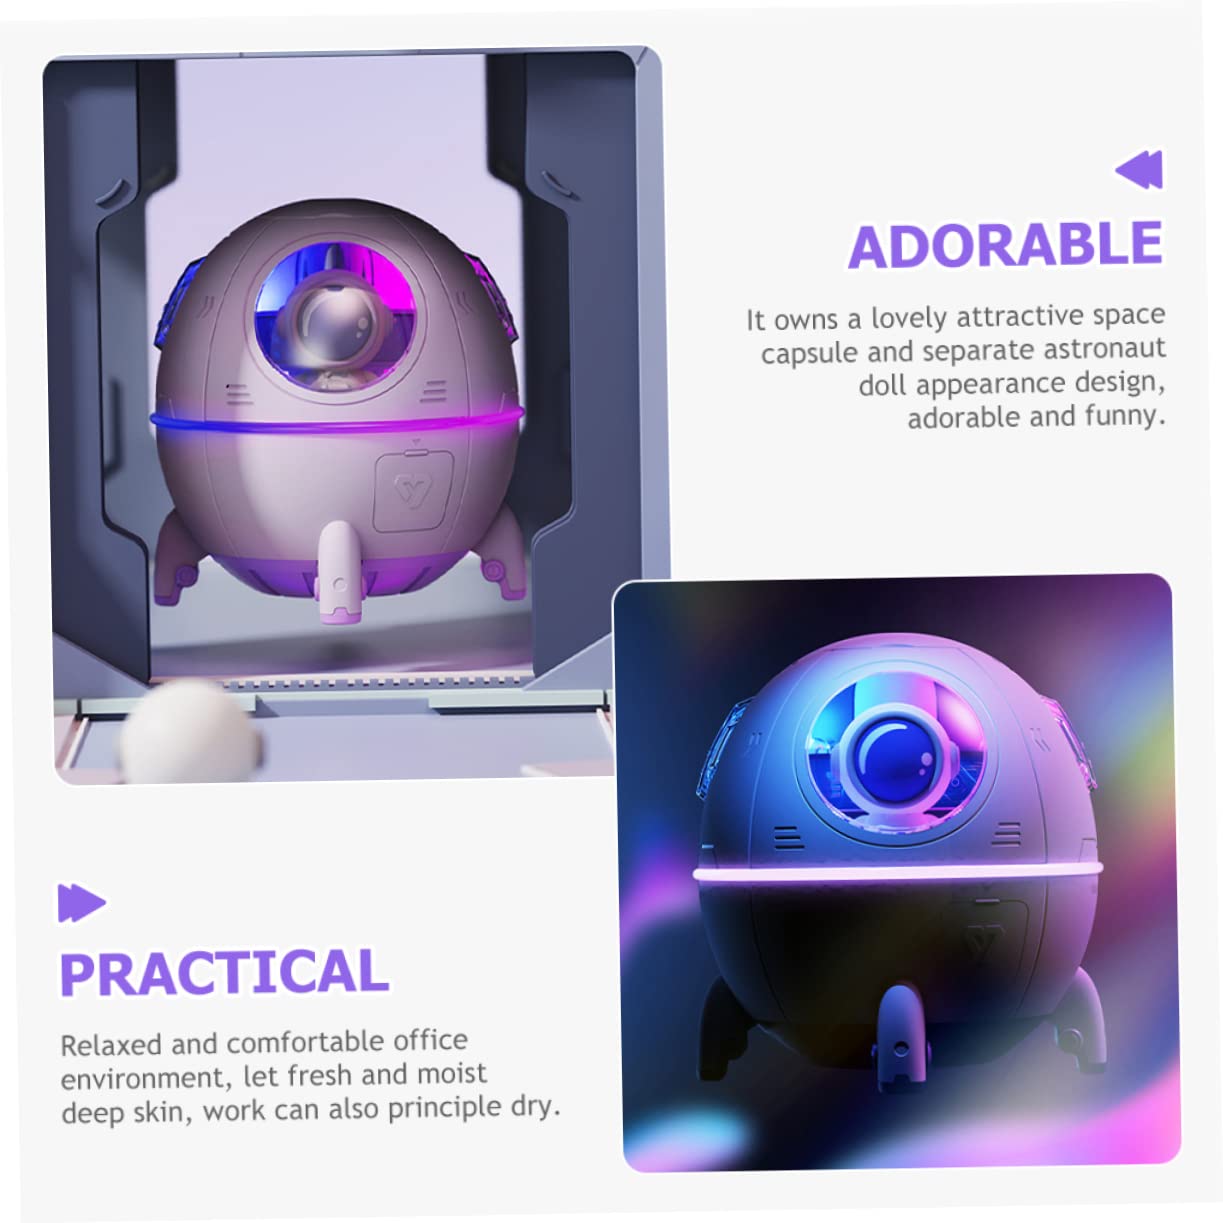 ADORABLE
It owns a lovely attractive space
capsule and separate astronaut
doll appearance design,
adorable and funny.
PRACTICAL
Relaxed and comfortable office
environment, let fresh and moist
deep skin, work can also principle dry.